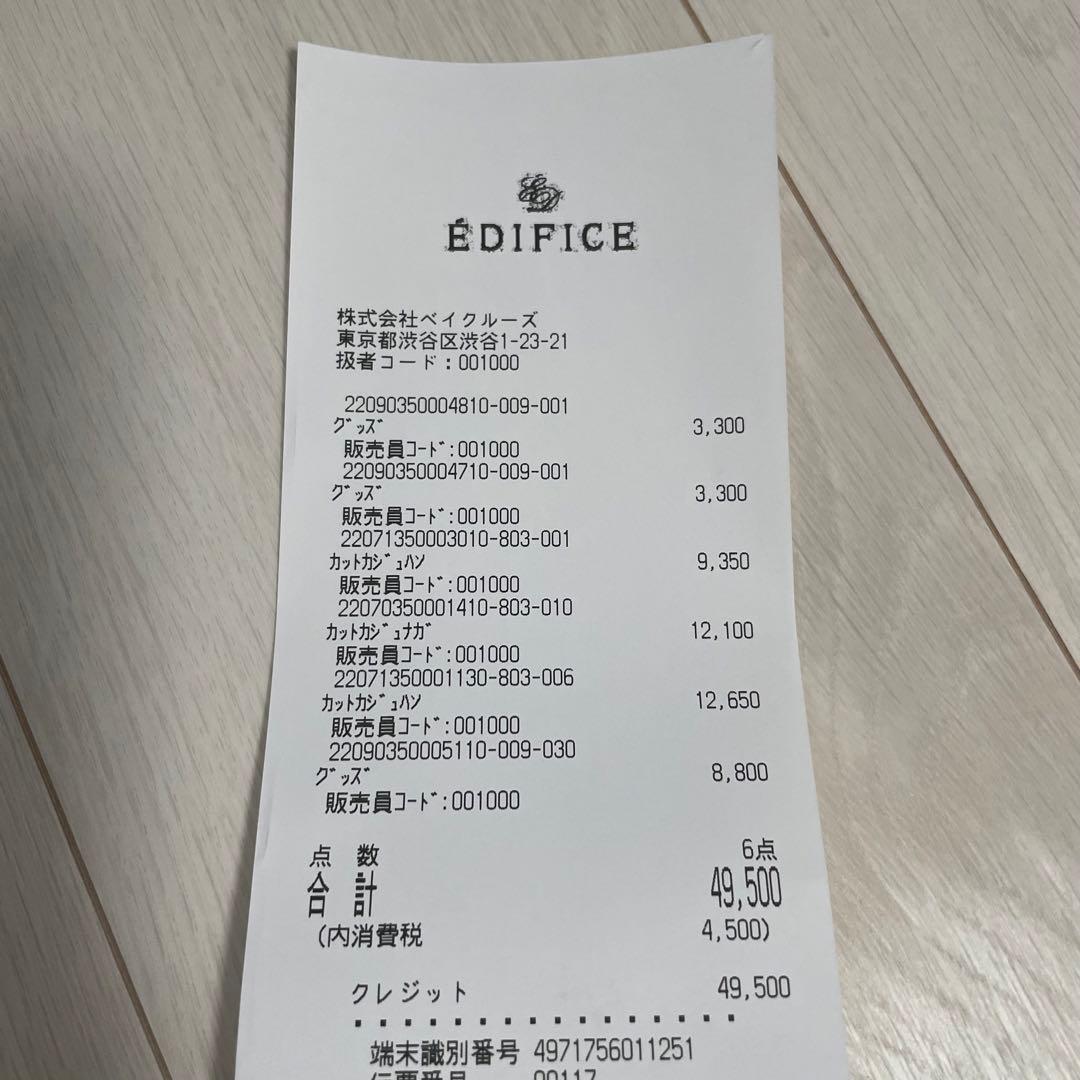 ÉDIFICE
株式会社ベイクルーズ
東京都渋谷区渋谷1-23-21
扱者コード：001000
22090350004810-009-001
ｸﾞｯｽﾞ 3,300
販売員ｺｰﾄﾞ:001000
22090350004710-009-001
ｸﾞｯｽﾞ 3,300
販売員ｺｰﾄﾞ:001000
22071350003010-803-001
ｶｯﾄｶｼﾞｭﾊﾝ 9,350
販売員ｺｰﾄﾞ:001000
22070350001410-803-010
ｶｯﾄｶｼﾞｭﾅｶﾞ 12,100
販売員ｺｰﾄﾞ:001000
22071350001130-803-006
ｶｯﾄｶｼﾞｭﾊﾝ 12,650
販売員ｺｰﾄﾞ:001000
22090350005110-009-030
ｸﾞｯｽﾞ 8,800
販売員ｺｰﾄﾞ:001000
点 数 6点
合 計 49,500
(内消費税 4,500)
クレジット 49,500
端末識別番号 4971756011251